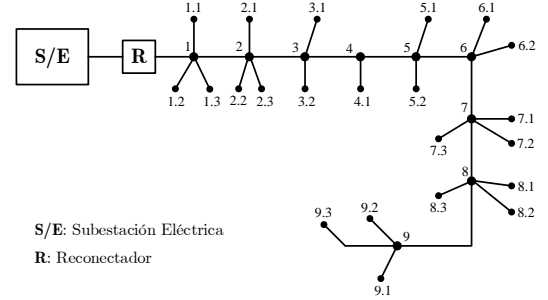 1.1 2.1 3.1 5.1 6.1
S/E R 1 2 3 4 5 6 6.2
1.2 1.3 2.2 2.3 3.2 4.1 5.2
7 7.1
7.3 7.2
8 8.1
8.3 8.2
9.3 9.2
9
9.1
S/E: Subestación Eléctrica
R: Reconectador